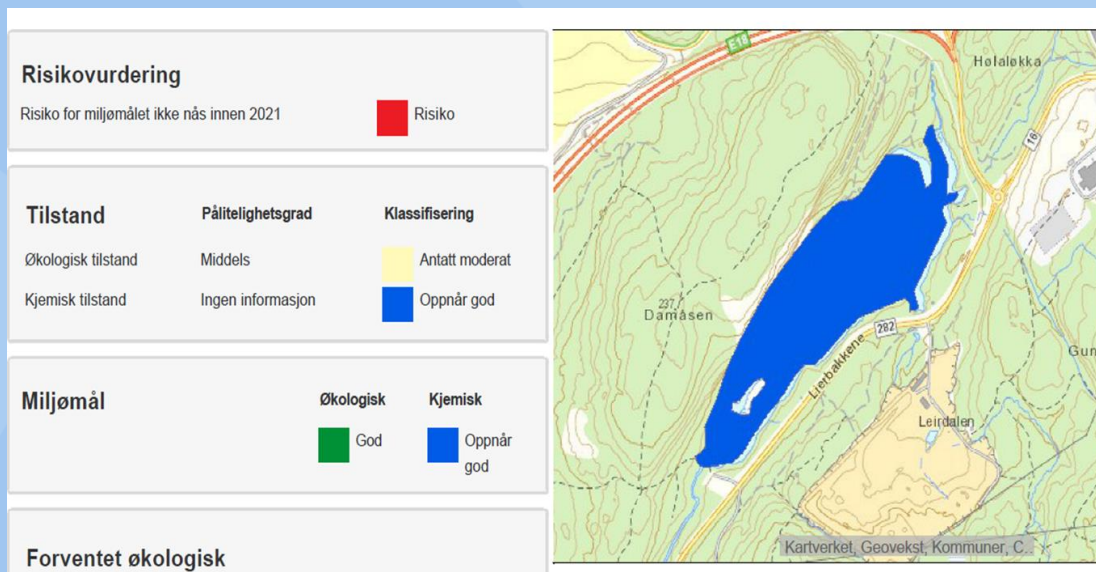 Risikovurdering
Risiko for miljømålet ikke nås innen 2021
Risiko
Tilstand
Pålitelighetsgrad
Klassifisering
Økologisk tilstand
Middels
Antatt moderat
Kjemisk tilstand
Ingen informasjon
Oppnår god
Miljømål
Økologisk
Kjemisk
God
Oppnår
god
Forventet økologisk
E18
Høland
16
237
Damåsen
282
Lierbakkene
Gun
Leirdalen
Kartverket, Geovekst, Kommuner, C..